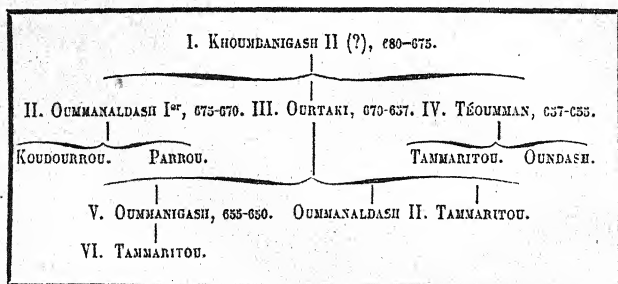 I. KHOUMBANIGASH II (?), 680-675.
II. OUMMANALDASH Iᵉʳ, 675-670. III. OURTAKI, 670-657. IV. TÉOUMMAN, 657-655.
KOUDOURROU. PARROU. TAMMARITOU. OUNDASH.
V. OUMMANIGASH, 655-650. OUMMANALDASH II. TAMMARITOU.
VI. TAMMARITOU.